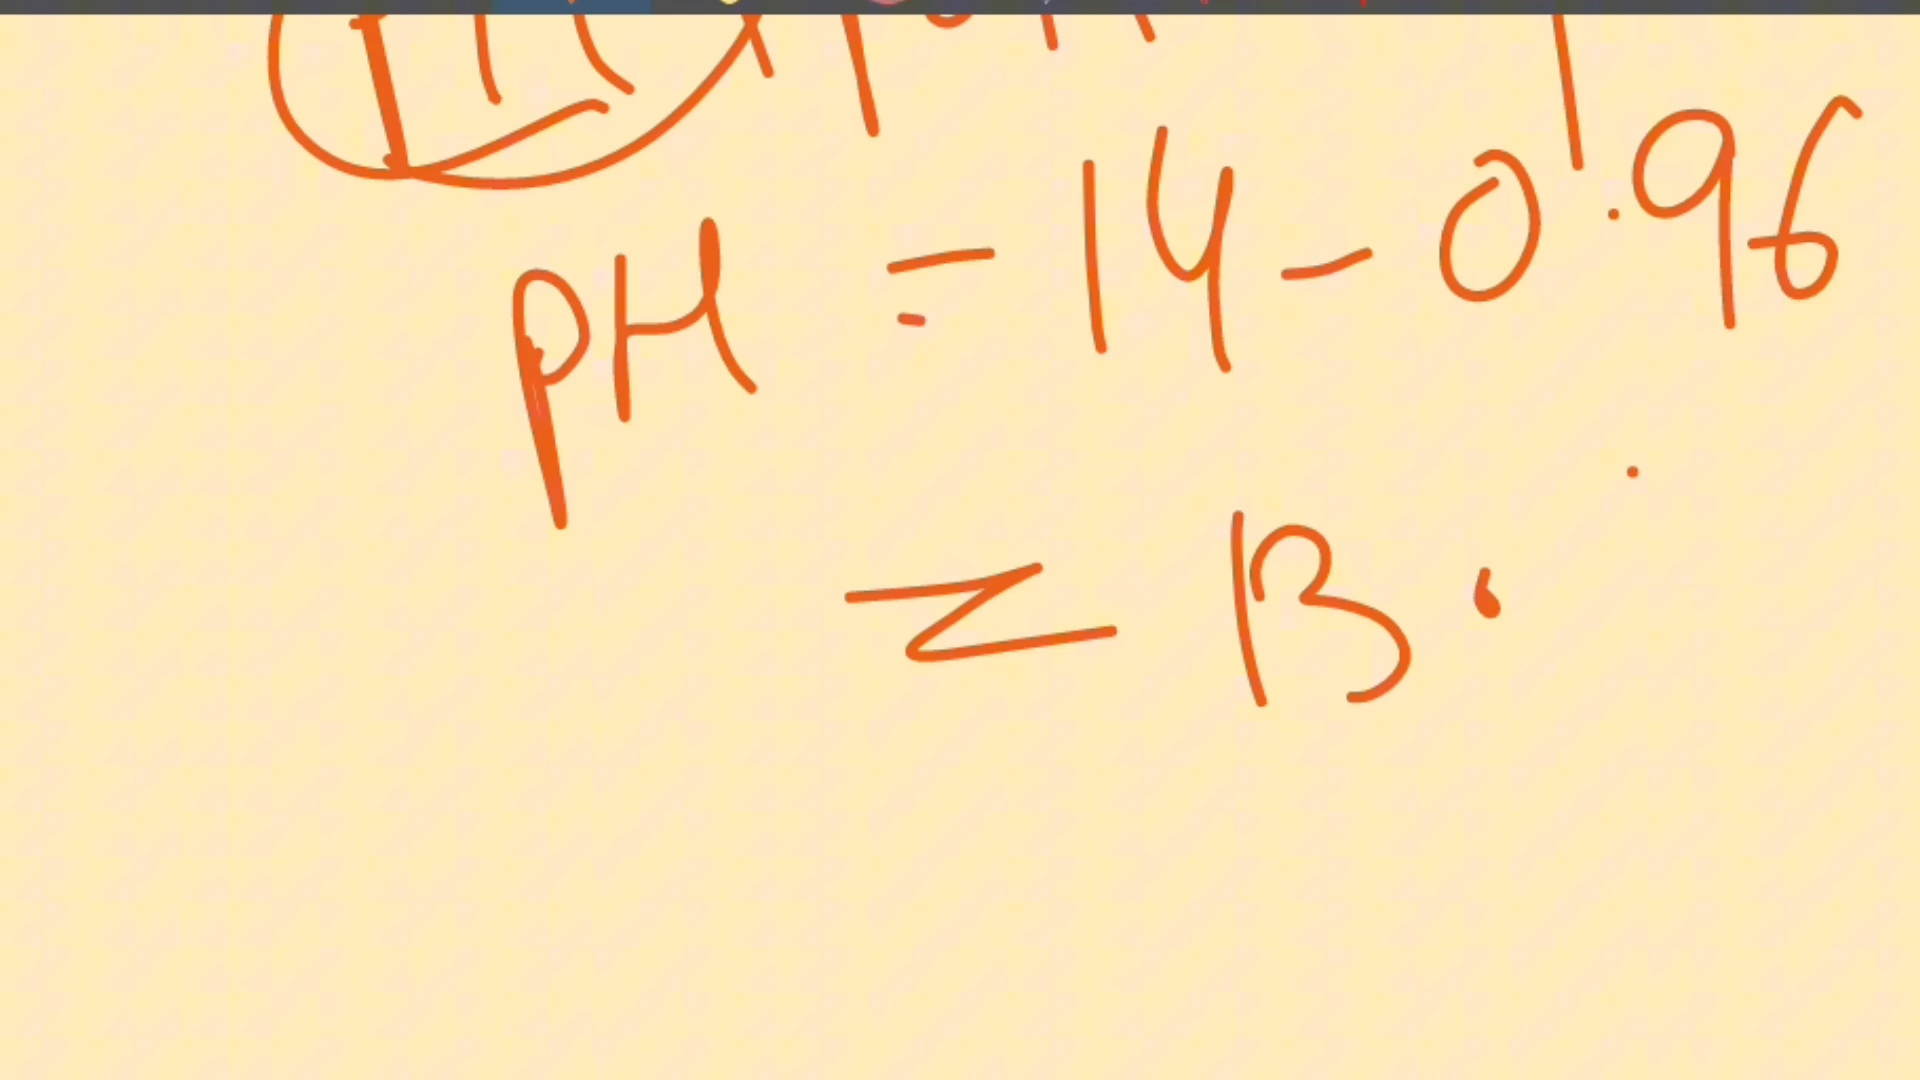 pH = 14 - 0.96
= 13.